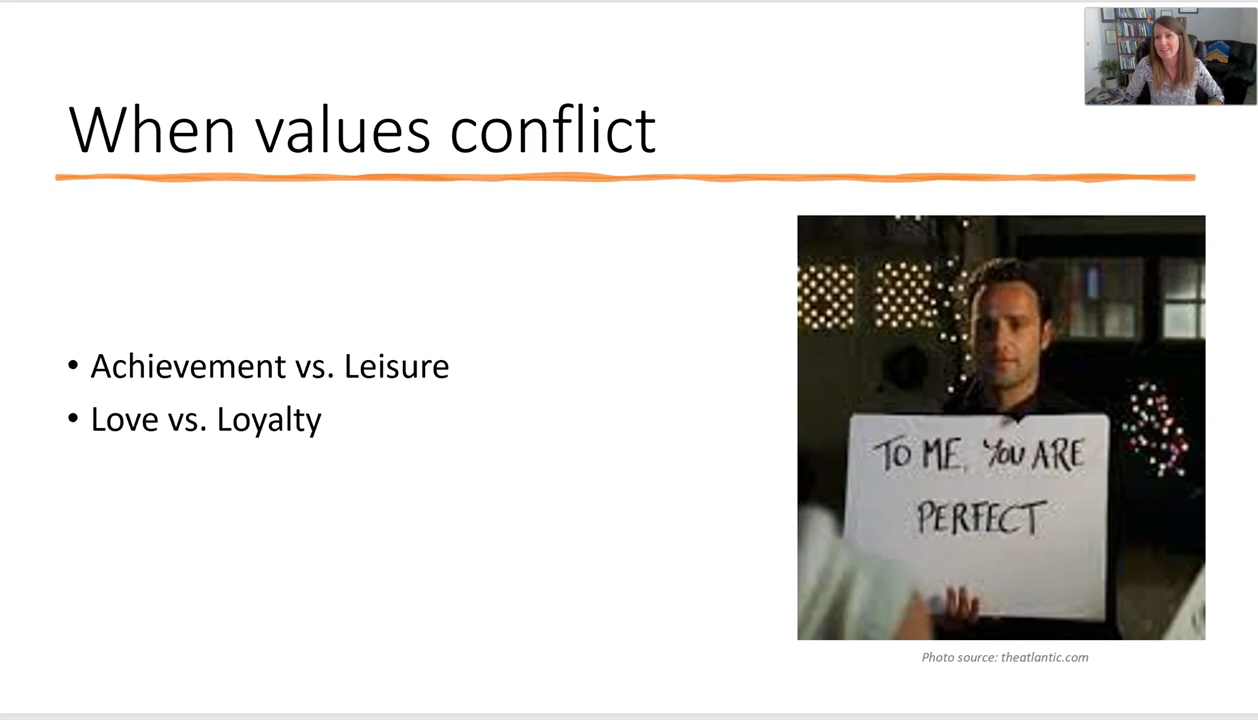 When values conflict
• Achievement vs. Leisure
• Love vs. Loyalty
TO ME, YOU ARE
PERFECT
Photo source: theatlantic.com